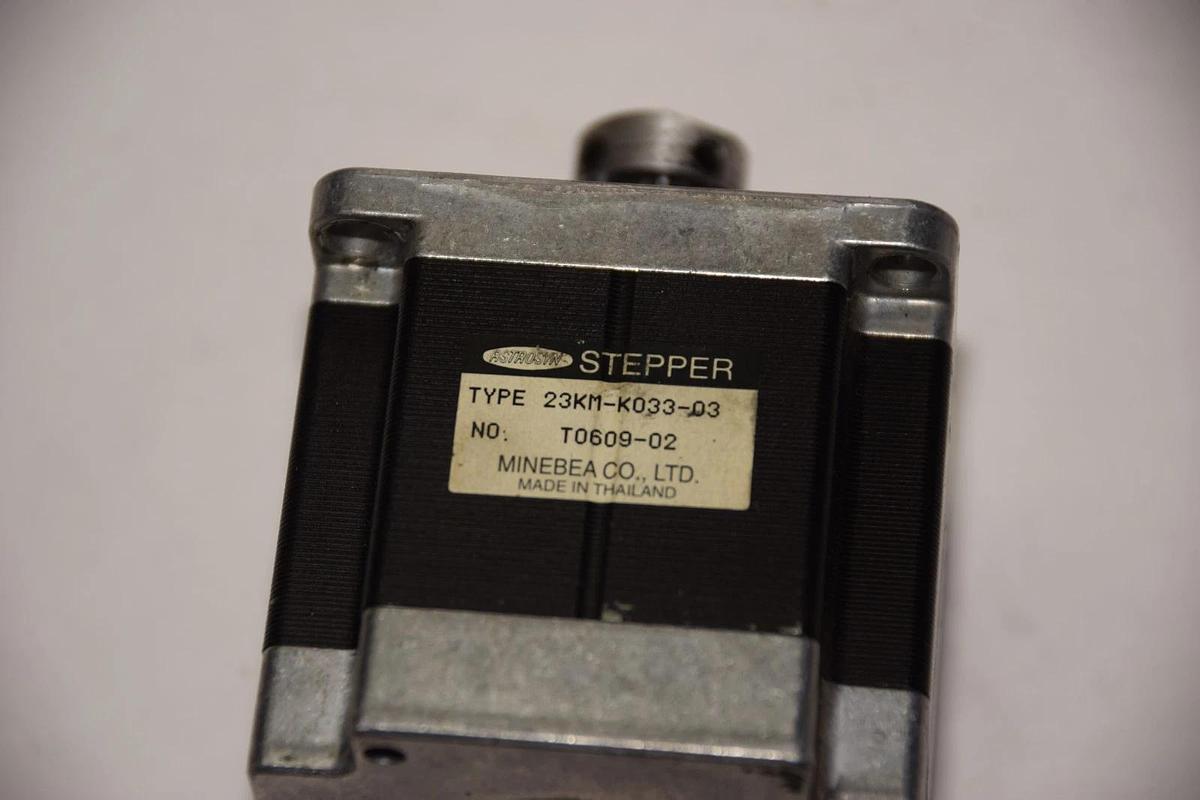 ASTROSYN STEPPER
TYPE 23KM-K033-03
NO. T0609-02
MINEBEA CO., LTD.
MADE IN THAILAND